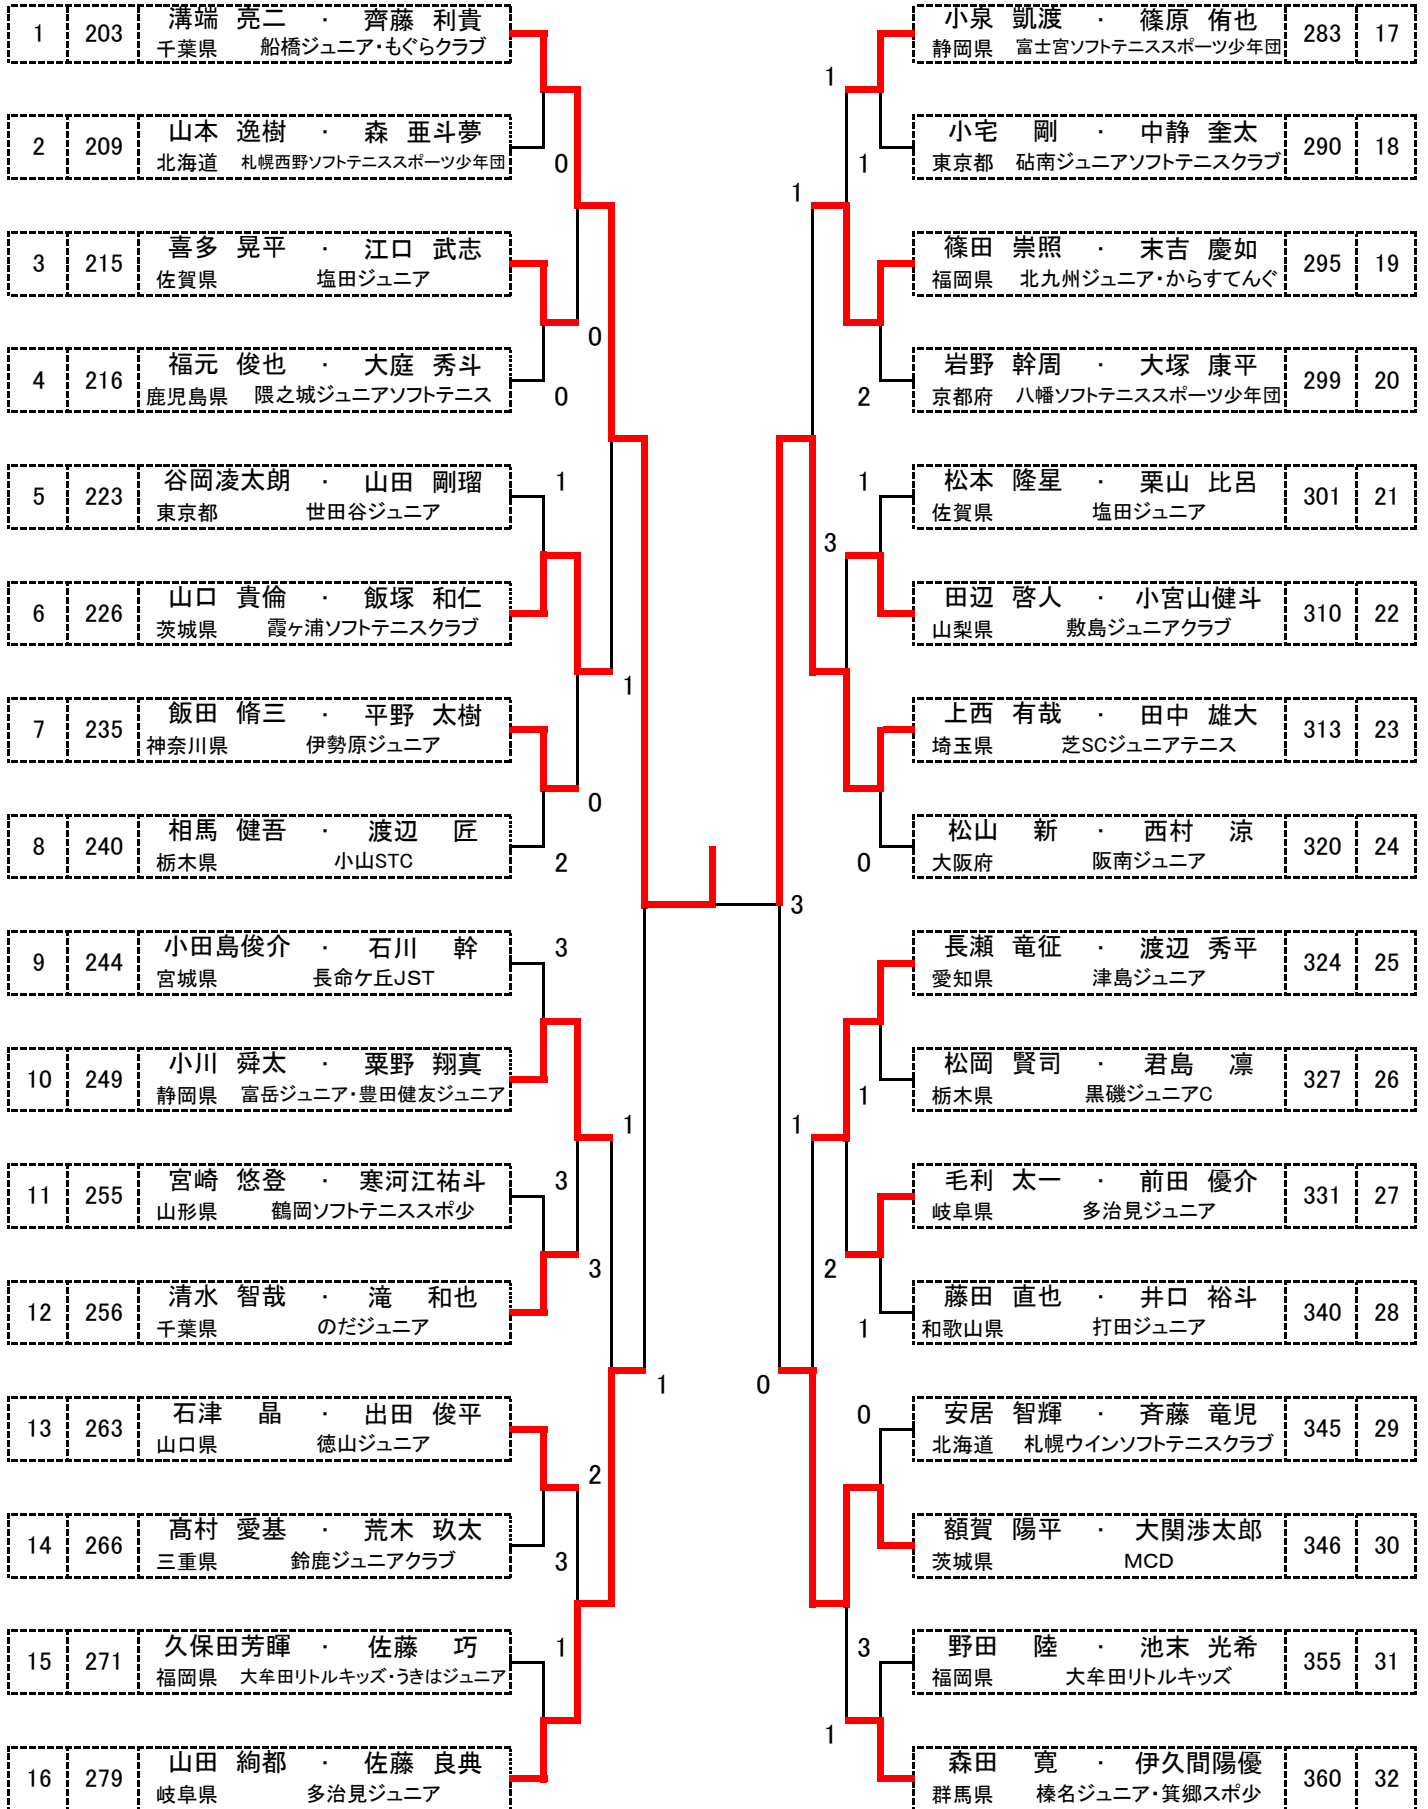 1 203 溝端 亮二 ・ 齊藤 利貴
千葉県 船橋ジュニア・もぐらクラブ
2 209 山本 逸樹 ・ 森 亜斗夢
北海道 札幌西野ソフトテニススポーツ少年団
0
3 215 喜多 晃平 ・ 江口 武志
佐賀県 塩田ジュニア
0
4 216 福元 俊也 ・ 大庭 秀斗
鹿児島県 隈之城ジュニアソフトテニス
0
5 223 谷岡凌太朗 ・ 山田 剛瑠
東京都 世田谷ジュニア
1
6 226 山口 貴倫 ・ 飯塚 和仁
茨城県 霞ヶ浦ソフトテニスクラブ
1
7 235 飯田 脩三 ・ 平野 太樹
神奈川県 伊勢原ジュニア
0
8 240 相馬 健吾 ・ 渡辺 匠
栃木県 小山STC
2
9 244 小田島俊介 ・ 石川 幹
宮城県 長命ケ丘JST
3
10 249 小川 舜太 ・ 粟野 翔真
静岡県 富岳ジュニア・豊田健友ジュニア
1
11 255 宮崎 悠登 ・ 寒河江祐斗
山形県 鶴岡ソフトテニススポ少
3
3
12 256 清水 智哉 ・ 滝 和也
千葉県 のだジュニア
1
13 263 石津 晶 ・ 出田 俊平
山口県 徳山ジュニア
2
14 266 髙村 愛基 ・ 荒木 玖太
三重県 鈴鹿ジュニアクラブ
3
15 271 久保田芳暉 ・ 佐藤 巧
福岡県 大牟田リトルキッズ・うきはジュニア
1
16 279 山田 絢都 ・ 佐藤 良典
岐阜県 多治見ジュニア
小泉 凱渡 ・ 篠原 侑也 283 17
静岡県 富士宮ソフトテニススポーツ少年団
1
小宅 剛 ・ 中静 奎太 290 18
東京都 砧南ジュニアソフトテニスクラブ
1
1
篠田 崇照 ・ 末吉 慶如 295 19
福岡県 北九州ジュニア・からすてんぐ
岩野 幹周 ・ 大塚 康平 299 20
京都府 八幡ソフトテニススポーツ少年団
2
松本 隆星 ・ 栗山 比呂 301 21
佐賀県 塩田ジュニア
1
3
田辺 啓人 ・ 小宮山健斗 310 22
山梨県 敷島ジュニアクラブ
上西 有哉 ・ 田中 雄大 313 23
埼玉県 芝SCジュニアテニス
松山 新 ・ 西村 涼 320 24
大阪府 阪南ジュニア
0
3
長瀬 竜征 ・ 渡辺 秀平 324 25
愛知県 津島ジュニア
松岡 賢司 ・ 君島 凛 327 26
栃木県 黒磯ジュニアC
1
1
毛利 太一 ・ 前田 優介 331 27
岐阜県 多治見ジュニア
2
藤田 直也 ・ 井口 裕斗 340 28
和歌山県 打田ジュニア
1
0
安居 智輝 ・ 斉藤 竜児 345 29
北海道 札幌ウインソフトテニスクラブ
0
額賀 陽平 ・ 大関渉太郎 346 30
茨城県 MCD
野田 陸 ・ 池末 光希 355 31
福岡県 大牟田リトルキッズ
3
1
森田 寛 ・ 伊久間陽優 360 32
群馬県 榛名ジュニア・箕郷スポ少